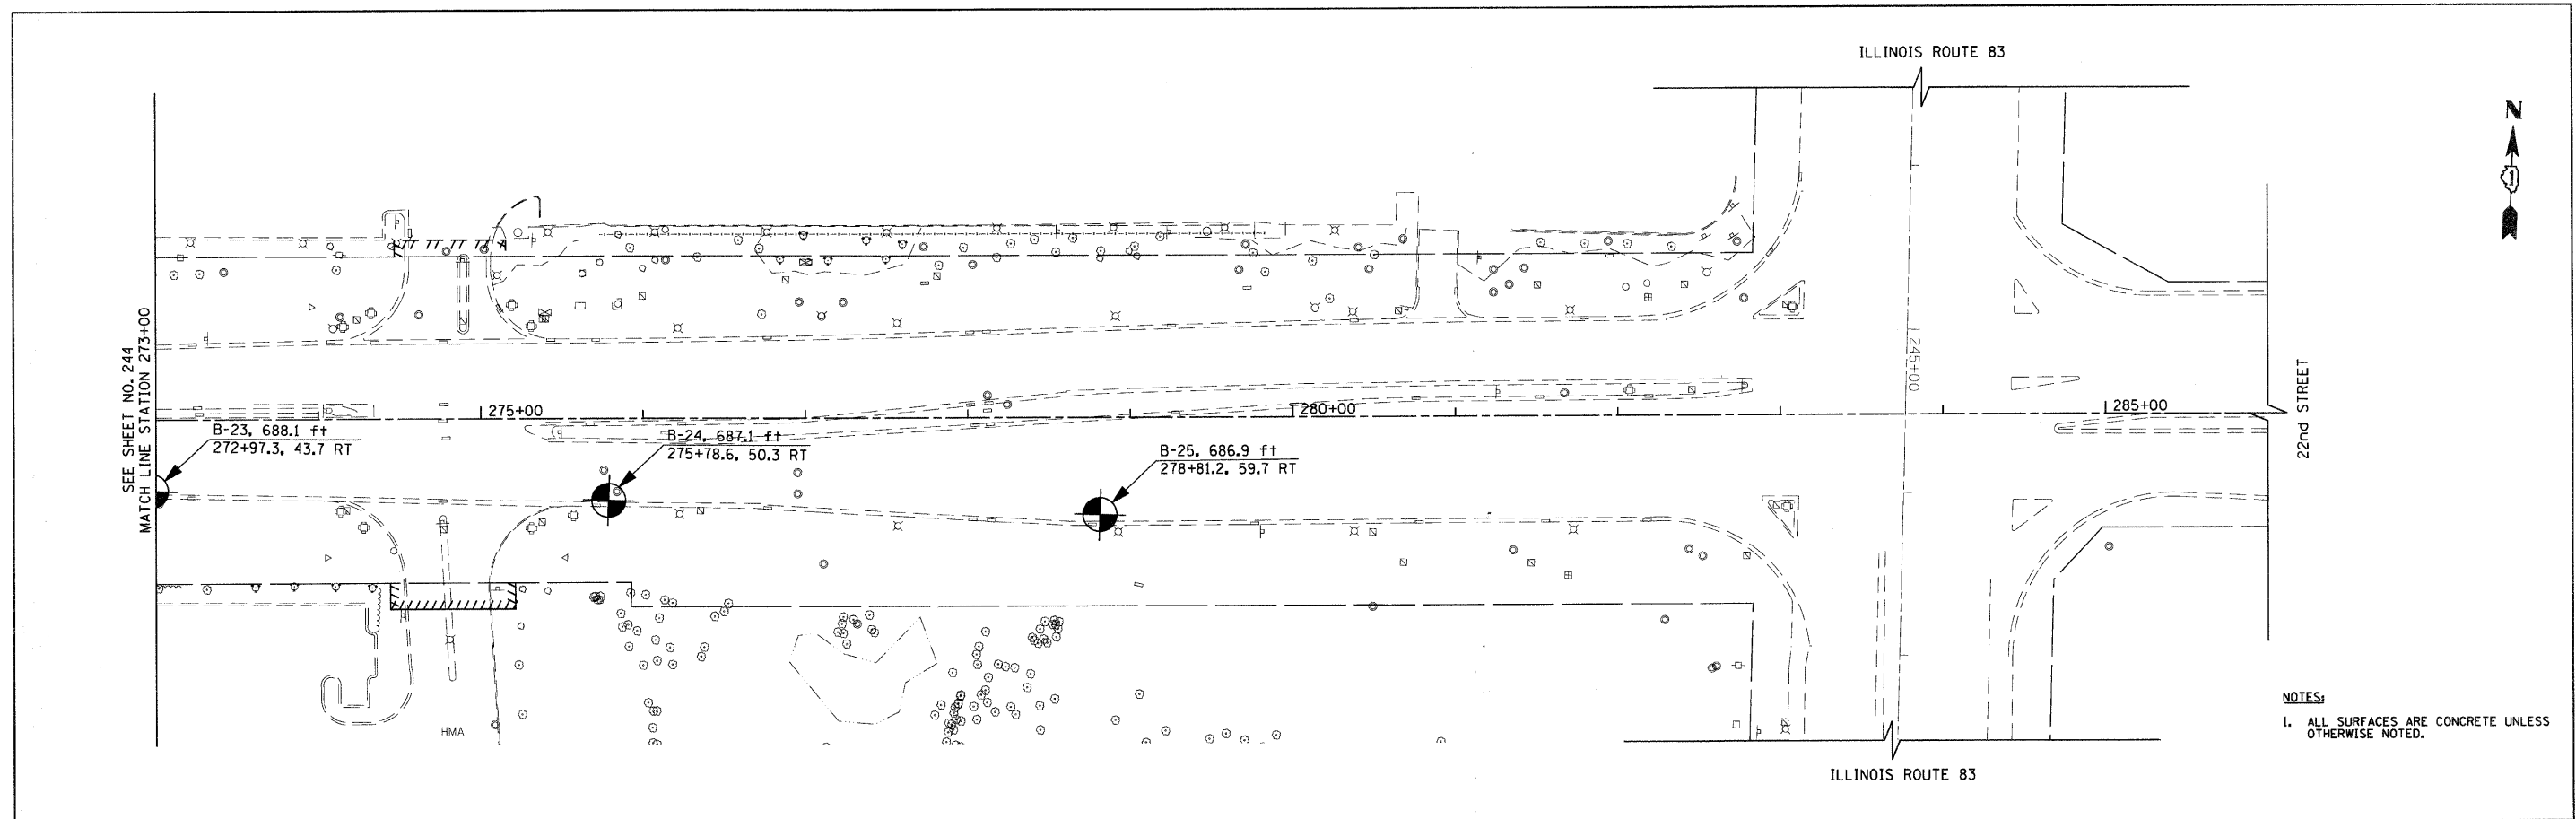 ILLINOIS ROUTE 83
N
SEE SHEET NO. 244
MATCH LINE STATION 273+00
245+00
22nd STREET
275+00
280+00
285+00
B-23, 688.1 ft
272+97.3, 43.7 RT
B-24, 687.1 ft
275+78.6, 50.3 RT
B-25, 686.9 ft
278+81.2, 59.7 RT
HMA
NOTES:
1. ALL SURFACES ARE CONCRETE UNLESS
OTHERWISE NOTED.
ILLINOIS ROUTE 83